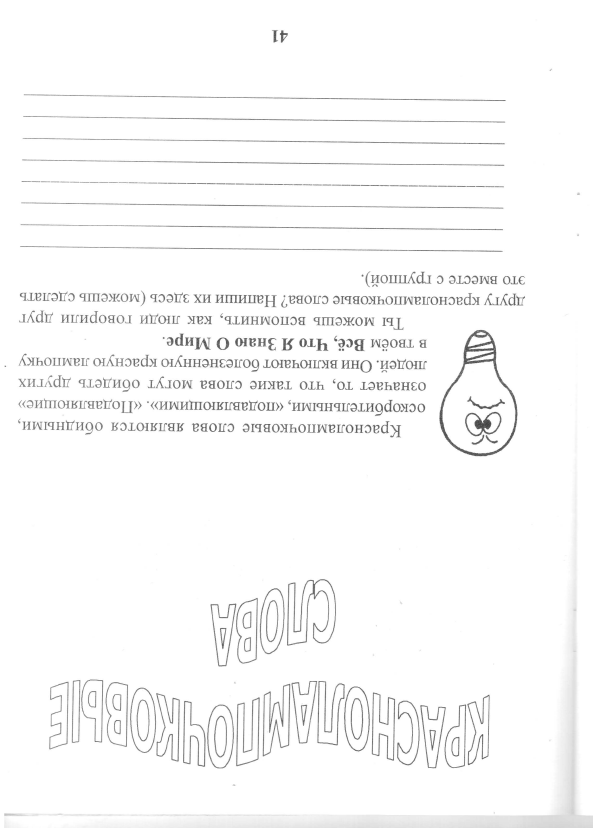 КРАСНОЛАМПОЧКОВЫЕ
СЛОВА
Краснолампочковые слова являются обидными,
оскорбительными, «подавляющими». «Подавляющие»
означает то, что такие слова могут обидеть других
людей. Они включают болезненную красную лампочку
в твоём Всё, Что Я Знаю О Мире.
Ты можешь вспомнить, как люди говорили друг
другу краснолампочковые слова? Напиши их здесь (можешь сделать
это вместе с группой).
41